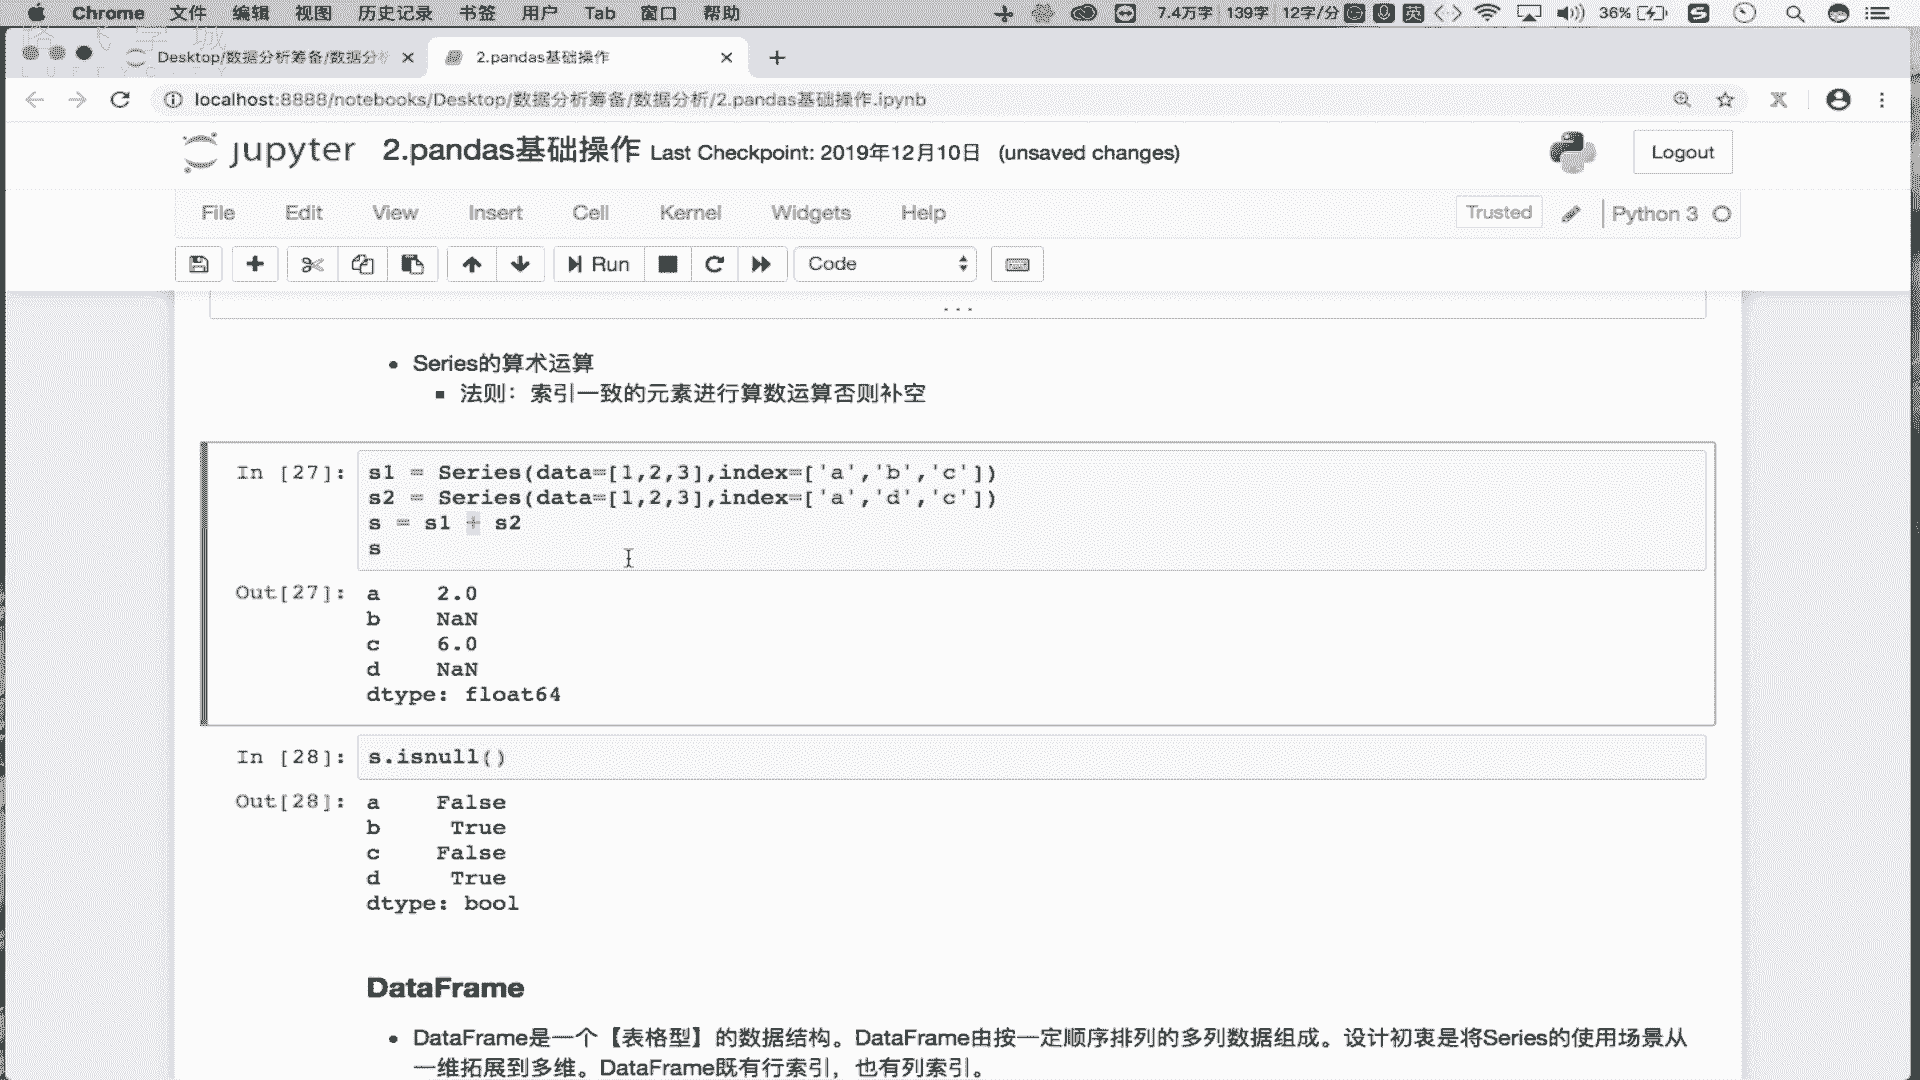 Chrome 文件 编辑 视图 历史记录 书签 用户 Tab 窗口 帮助 7.4万字 139字 12字/分 英 36%
Desktop/数据分析筹备/数据分析
2.pandas基础操作
localhost:8888/notebooks/Desktop/数据分析筹备/数据分析/2.pandas基础操作.ipynb
jupyter 2.pandas基础操作 Last Checkpoint: 2019年12月10日 (unsaved changes)
Logout
File Edit View Insert Cell Kernel Widgets Help
Trusted Python 3
Run Code
...
• Series的算术运算
▪ 法则：索引一致的元素进行算数运算否则补空
In [27]: s1 = Series(data=[1,2,3],index=['a','b','c'])
s2 = Series(data=[1,2,3],index=['a','d','c'])
s = s1 + s2
s
Out[27]: a 2.0
b NaN
c 6.0
d NaN
dtype: float64
In [28]: s.isnull()
Out[28]: a False
b True
c False
d True
dtype: bool
DataFrame
• DataFrame是一个【表格型】的数据结构。DataFrame由按一定顺序排列的多列数据组成。设计初衷是将Series的使用场景从
一维拓展到多维。DataFrame既有行索引，也有列索引。